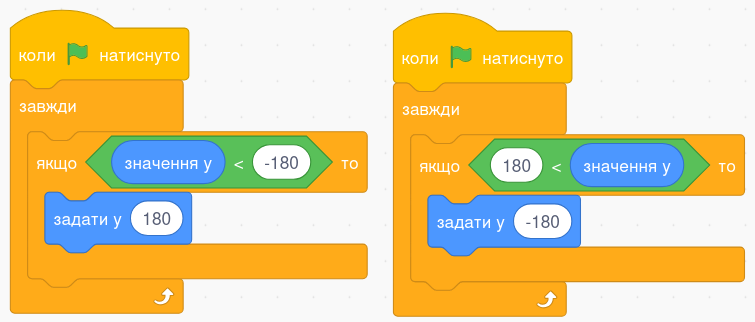 коли натиснуто
завжди
якщо значення y < -180 то
задати y 180
коли натиснуто
завжди
якщо 180 < значення y то
задати y -180